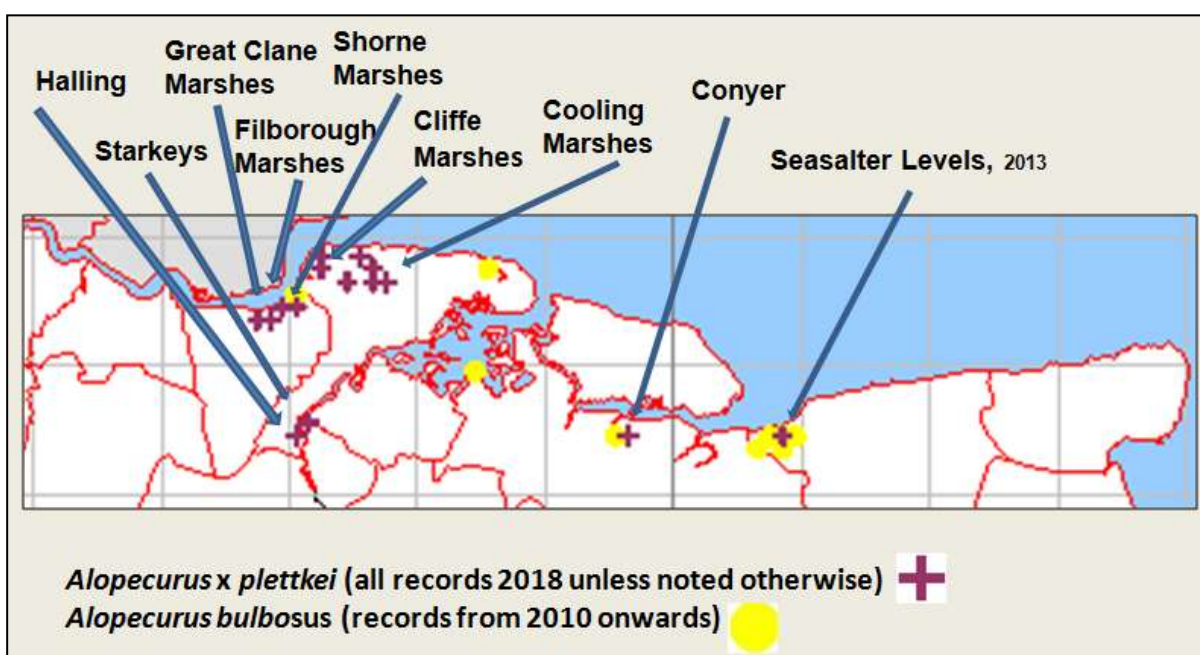 Halling
Great Clane
Marshes
Shorne
Marshes
Starkeys
Filborough
Marshes
Cliffe
Marshes
Cooling
Marshes
Conyer
Seasalter Levels, 2013
Alopecurus x plettkei (all records 2018 unless noted otherwise)
Alopecurus bulbosus (records from 2010 onwards)